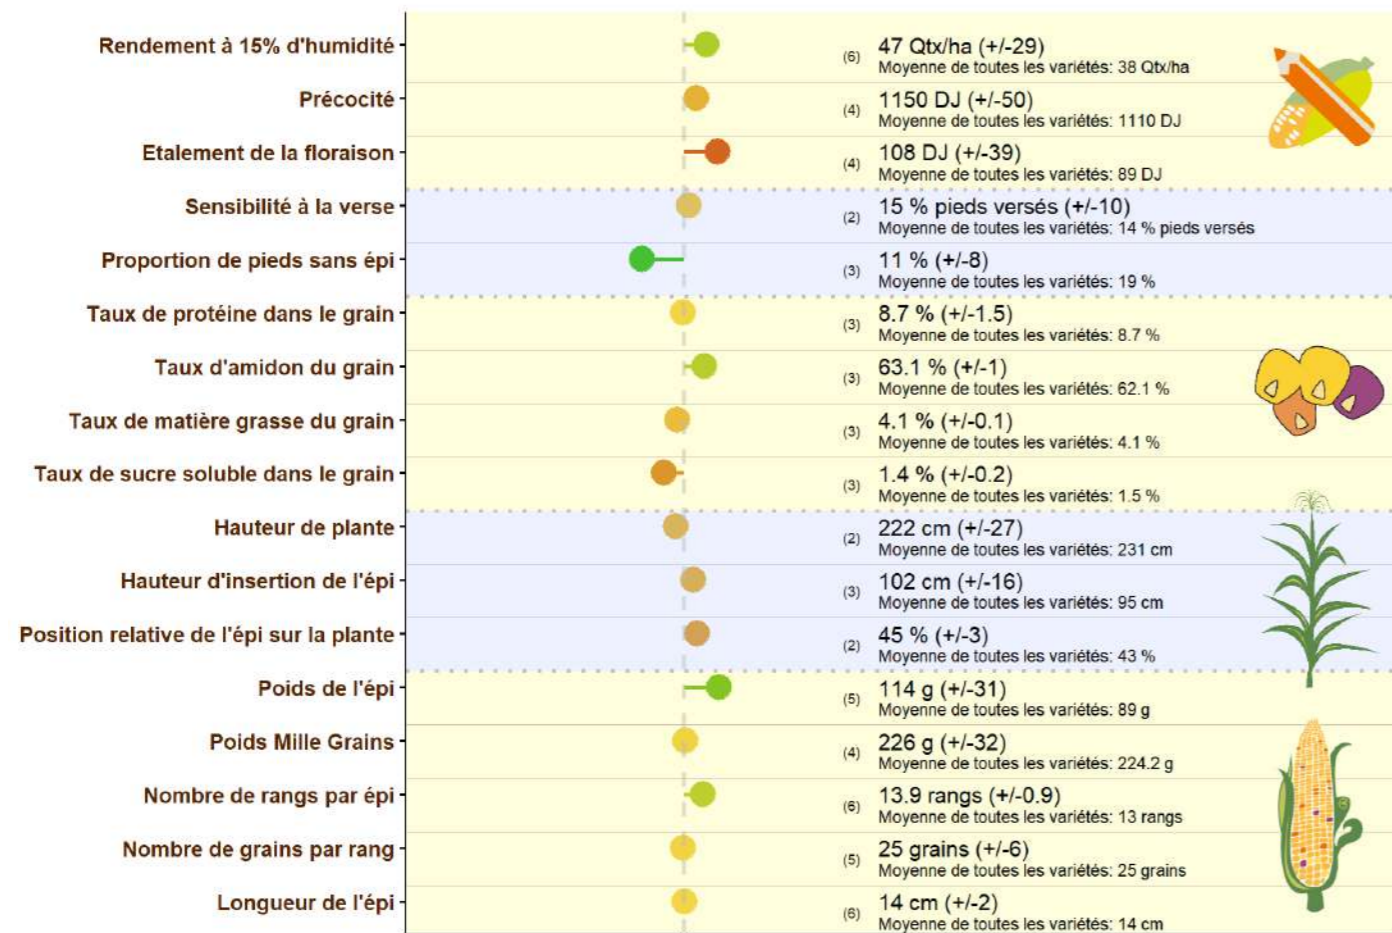 Rendement à 15% d'humidité
(6) 47 Qtx/ha (+/-29)
Moyenne de toutes les variétés: 38 Qtx/ha
Précocité
(4) 1150 DJ (+/-50)
Moyenne de toutes les variétés: 1110 DJ
Etalement de la floraison
(4) 108 DJ (+/-39)
Moyenne de toutes les variétés: 89 DJ
Sensibilité à la verse
(2) 15 % pieds versés (+/-10)
Moyenne de toutes les variétés: 14 % pieds versés
Proportion de pieds sans épi
(3) 11 % (+/-8)
Moyenne de toutes les variétés: 19 %
Taux de protéine dans le grain
(3) 8.7 % (+/-1.5)
Moyenne de toutes les variétés: 8.7 %
Taux d'amidon du grain
(3) 63.1 % (+/-1)
Moyenne de toutes les variétés: 62.1 %
Taux de matière grasse du grain
(3) 4.1 % (+/-0.1)
Moyenne de toutes les variétés: 4.1 %
Taux de sucre soluble dans le grain
(3) 1.4 % (+/-0.2)
Moyenne de toutes les variétés: 1.5 %
Hauteur de plante
(2) 222 cm (+/-27)
Moyenne de toutes les variétés: 231 cm
Hauteur d'insertion de l'épi
(3) 102 cm (+/-16)
Moyenne de toutes les variétés: 95 cm
Position relative de l'épi sur la plante
(2) 45 % (+/-3)
Moyenne de toutes les variétés: 43 %
Poids de l'épi
(5) 114 g (+/-31)
Moyenne de toutes les variétés: 89 g
Poids Mille Grains
(4) 226 g (+/-32)
Moyenne de toutes les variétés: 224.2 g
Nombre de rangs par épi
(6) 13.9 rangs (+/-0.9)
Moyenne de toutes les variétés: 13 rangs
Nombre de grains par rang
(5) 25 grains (+/-6)
Moyenne de toutes les variétés: 25 grains
Longueur de l'épi
(6) 14 cm (+/-2)
Moyenne de toutes les variétés: 14 cm